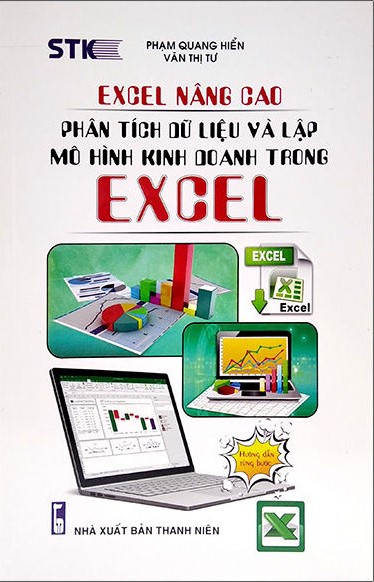 STK
PHẠM QUANG HIỂN
VĂN THỊ TƯ
EXCEL NÂNG CAO
PHÂN TÍCH DỮ LIỆU VÀ LẬP
MÔ HÌNH KINH DOANH TRONG
EXCEL
EXCEL
Excel
Hướng dẫn
từng bước
NHÀ XUẤT BẢN THANH NIÊN